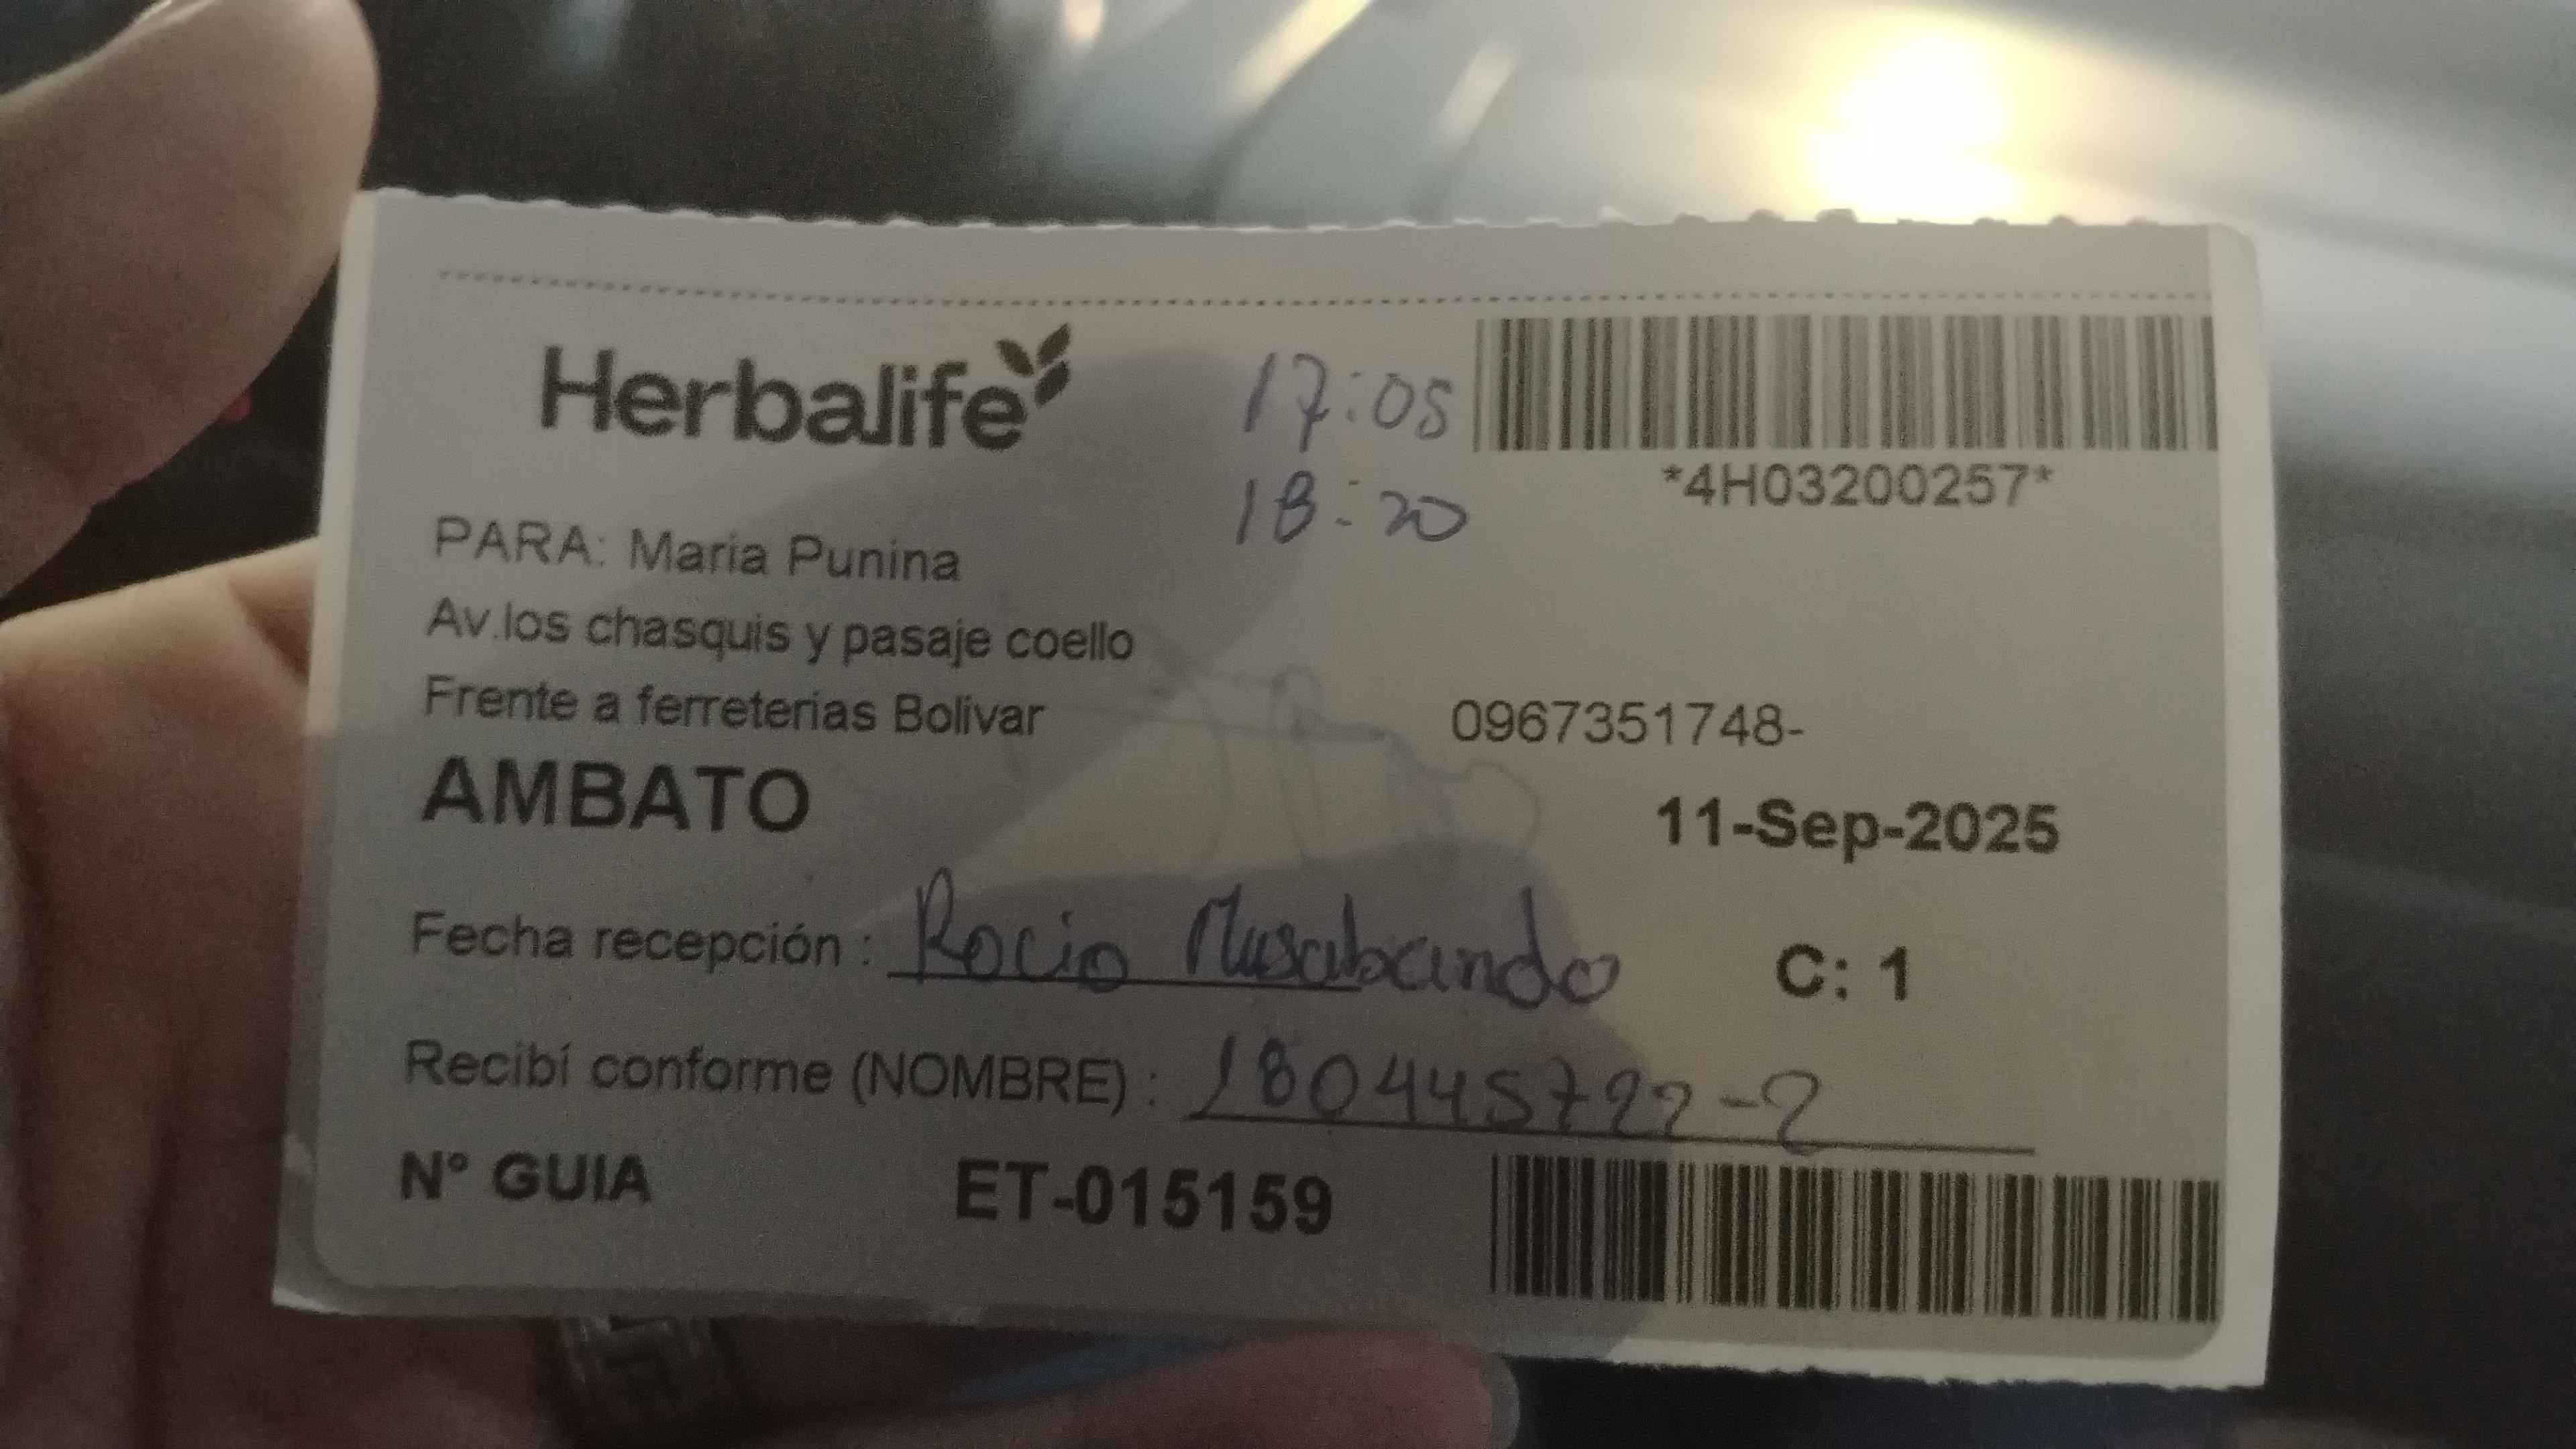 Herbalife
17:05
18:20
*4H03200257*
PARA: Maria Punina
Av.los chasquis y pasaje coello
Frente a ferreterias Bolivar
0967351748-
AMBATO
11-Sep-2025
Fecha recepción : Rocio Masabando
C: 1
Recibí conforme (NOMBRE) :
N° GUIA ET-015159